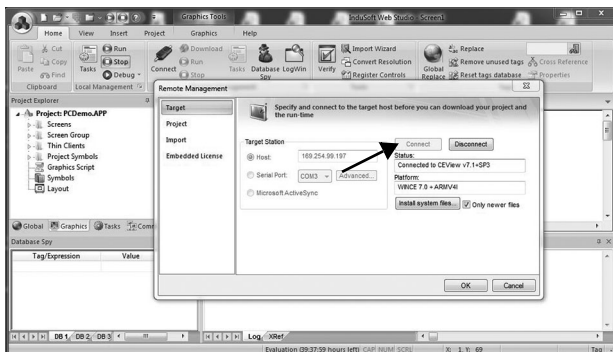 Graphics Tools
InduSoft Web Studio - Screen1
Home View Insert Project Graphics Help
Paste
Cut
Copy
Find
Clipboard
Tasks
Run
Stop
Debug
Local Management
Connect
Download
Run
Stop
Tasks
Database Spy
LogWin
Verify
Import Wizard
Convert Resolution
Register Controls
Global Replace
Replace
Remove unused tags
Reset tags database
Cross Reference
Properties
Project Explorer
Project: PCDemo.APP
Screens
Screen Group
Thin Clients
Project Symbols
Graphics Script
Symbols
Layout
Global Graphics Tasks
Remote Management
Target
Project
Import
Embedded License
Specify and connect to the target host before you can download your project and
the run-time
Target Station
Host: 169.254.99.197
Serial Port: COM3 Advanced...
Microsoft ActiveSync
Connect Disconnect
Status:
Connected to CEView v7.1+SP3
Platform:
WINCE 7.0 + ARMV4I
Install system files... Only newer files
OK Cancel
Database Spy
Tag/Expression Value
DB 1 DB 2 DB 3
Log XRef
Evaluation (39:37:59 hours left) CAP NUM SCRL X: 1, Y: 69 Tag